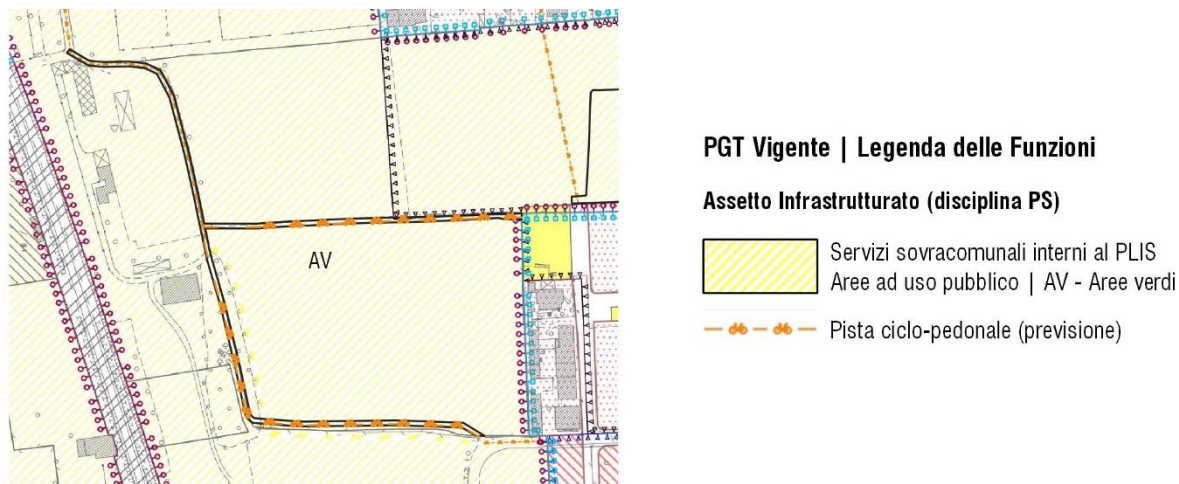 AV
PGT Vigente | Legenda delle Funzioni
Assetto Infrastrutturato (disciplina PS)
Servizi sovracomunali interni al PLIS
Aree ad uso pubblico | AV - Aree verdi
Pista ciclo-pedonale (previsione)